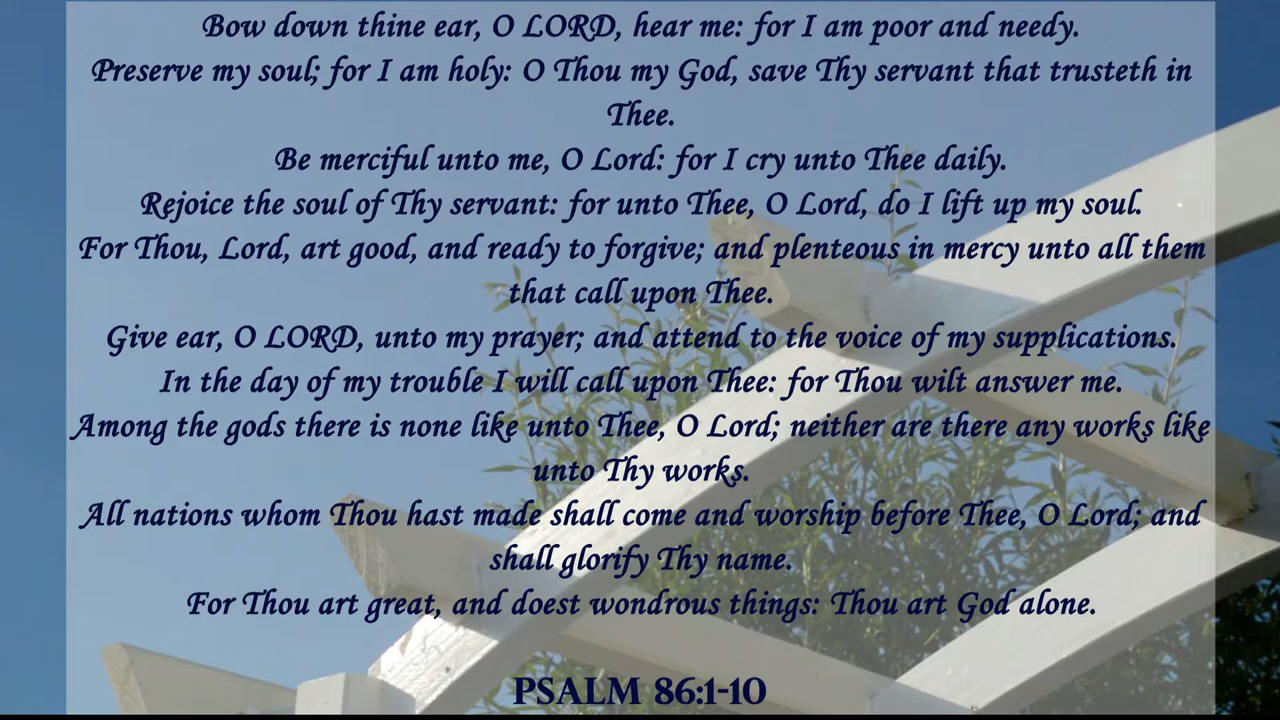 Bow down thine ear, O LORD, hear me: for I am poor and needy.
Preserve my soul; for I am holy: O Thou my God, save Thy servant that trusteth in
Thee.
Be merciful unto me, O Lord: for I cry unto Thee daily.
Rejoice the soul of Thy servant: for unto Thee, O Lord, do I lift up my soul.
For Thou, Lord, art good, and ready to forgive; and plenteous in mercy unto all them
that call upon Thee.
Give ear, O LORD, unto my prayer; and attend to the voice of my supplications.
In the day of my trouble I will call upon Thee: for Thou wilt answer me.
Among the gods there is none like unto Thee, O Lord; neither are there any works like
unto Thy works.
All nations whom Thou hast made shall come and worship before Thee, O Lord; and
shall glorify Thy name.
For Thou art great, and doest wondrous things: Thou art God alone.
PSALM 86:1-10